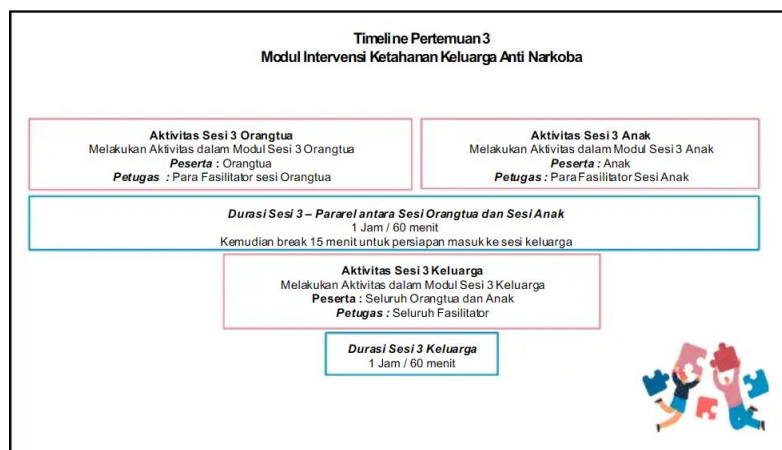 Timeline Pertemuan 3
Modul Intervensi Ketahanan Keluarga Anti Narkoba
Aktivitas Sesi 3 Orangtua
Melakukan Aktivitas dalam Modul Sesi 3 Orangtua
Peserta : Orangtua
Petugas : Para Fasilitator sesi Orangtua
Aktivitas Sesi 3 Anak
Melakukan Aktivitas dalam Modul Sesi 3 Anak
Peserta : Anak
Petugas : Para Fasilitator Sesi Anak
Durasi Sesi 3 – Pararel antara Sesi Orangtua dan Sesi Anak
1 Jam / 60 menit
Kemudian break 15 menit untuk persiapan masuk ke sesi keluarga
Aktivitas Sesi 3 Keluarga
Melakukan Aktivitas dalam Modul Sesi 3 Keluarga
Peserta : Seluruh Orangtua dan Anak
Petugas : Seluruh Fasilitator
Durasi Sesi 3 Keluarga
1 Jam / 60 menit